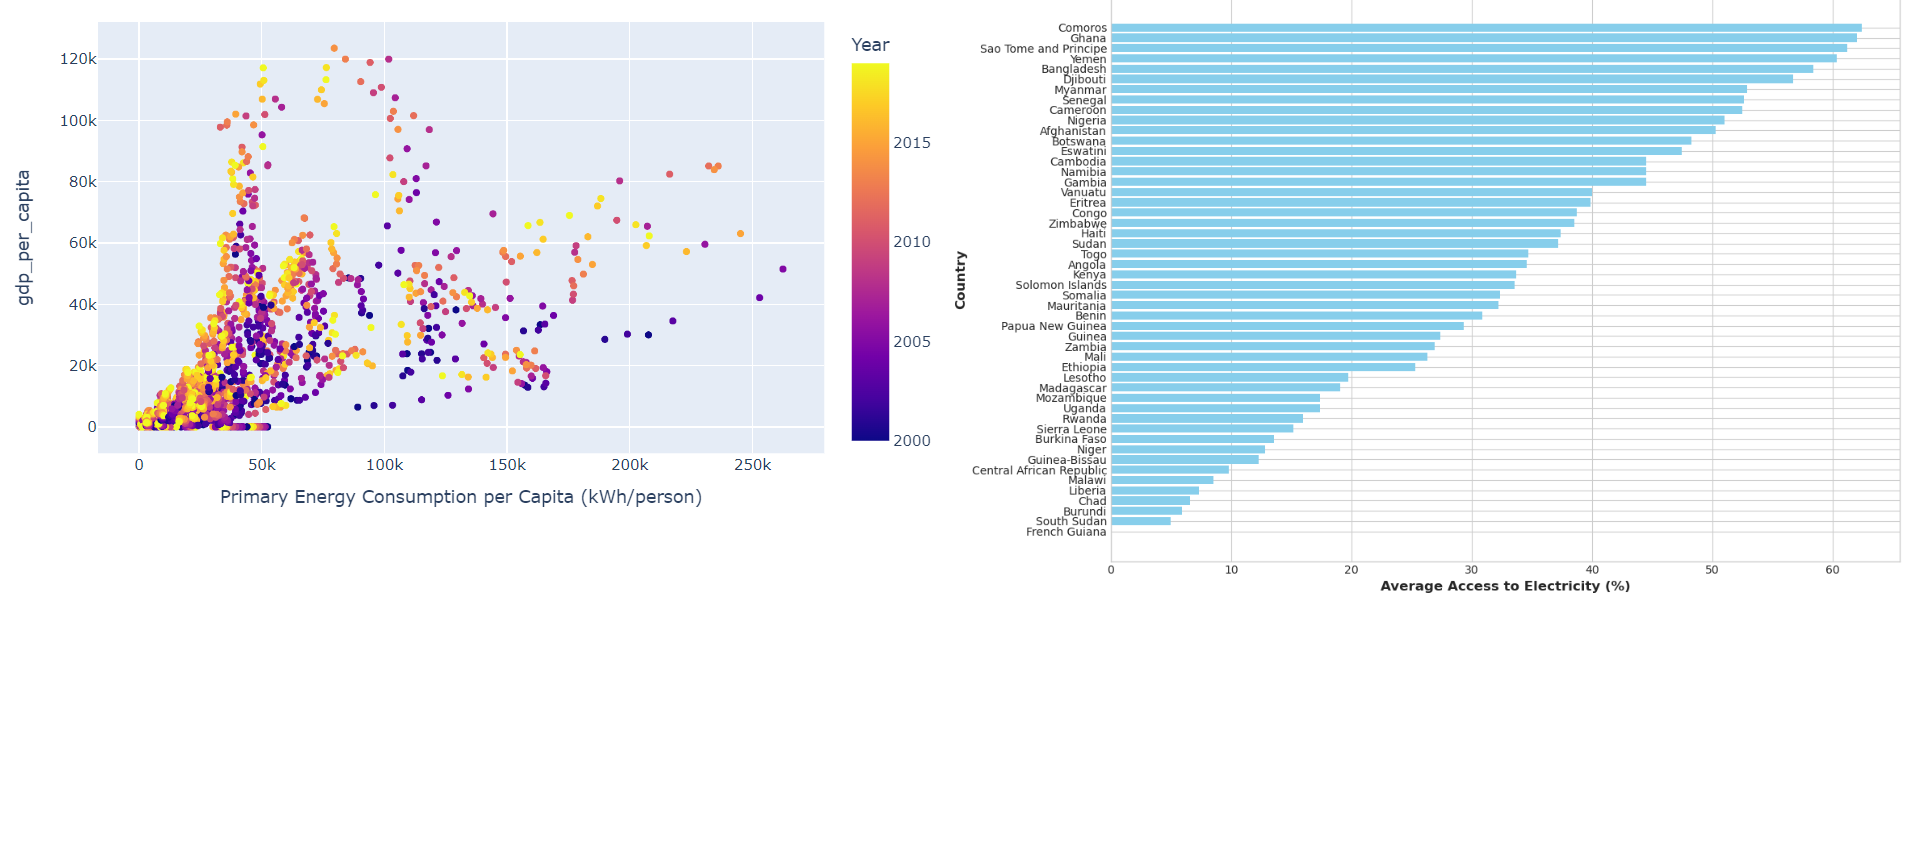 120k
100k
80k
60k
40k
20k
0
gdp_per_capita
0
50k
100k
150k
200k
250k
Primary Energy Consumption per Capita (kWh/person)
Year
2015
2010
2005
2000
Country
Comoros
Ghana
Sao Tome and Principe
Yemen
Bangladesh
Djibouti
Myanmar
Senegal
Cameroon
Nigeria
Afghanistan
Botswana
Eswatini
Cambodia
Namibia
Gambia
Vanuatu
Eritrea
Congo
Zimbabwe
Haiti
Sudan
Togo
Angola
Kenya
Solomon Islands
Somalia
Mauritania
Benin
Papua New Guinea
Guinea
Zambia
Mali
Ethiopia
Lesotho
Madagascar
Mozambique
Uganda
Rwanda
Sierra Leone
Burkina Faso
Niger
Guinea-Bissau
Central African Republic
Malawi
Liberia
Chad
Burundi
South Sudan
French Guiana
0
10
20
30
40
50
60
Average Access to Electricity (%)